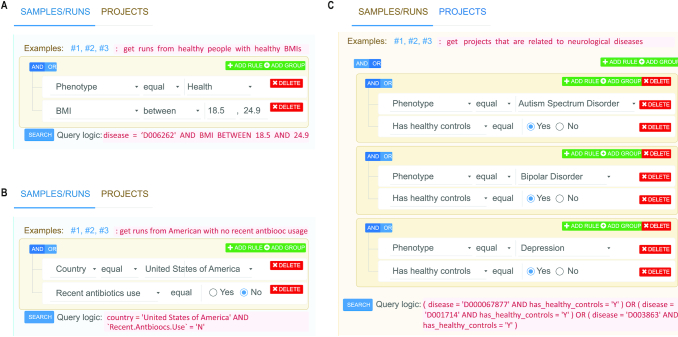 A
SAMPLES/RUNS PROJECTS
Examples: #1, #2, #3 : get runs from healthy people with healthy BMIs
AND OR ADD RULE ADD GROUP
Phenotype equal Health DELETE
BMI between 18.5 , 24.9 DELETE
SEARCH Query logic: disease = 'D006262' AND BMI BETWEEN 18.5 AND 24.9
B
SAMPLES/RUNS PROJECTS
Examples: #1, #2, #3 : get runs from American with no recent antbiooc usage
AND OR ADD RULE ADD GROUP
Country equal United States of America DELETE
Recent antibiotics use equal Yes No DELETE
SEARCH Query logic: country = 'United States of America' AND
`Recent.Antbioocs.Use` = 'N'
C
SAMPLES/RUNS PROJECTS
Examples: #1, #2, #3 : get projects that are related to neurological diseases
AND OR ADD RULE ADD GROUP
AND OR ADD RULE ADD GROUP DELETE
Phenotype equal Autism Spectrum Disorder DELETE
Has healthy controls equal Yes No DELETE
AND OR ADD RULE ADD GROUP DELETE
Phenotype equal Bipolar Disorder DELETE
Has healthy controls equal Yes No DELETE
AND OR ADD RULE ADD GROUP DELETE
Phenotype equal Depression DELETE
Has healthy controls equal Yes No DELETE
SEARCH Query logic: ( disease = 'D000067877' AND has_healthy_controls = 'Y' ) OR ( disease =
'D001714' AND has_healthy_controls = 'Y' ) OR ( disease = 'D003863' AND
has_healthy_controls = 'Y' )